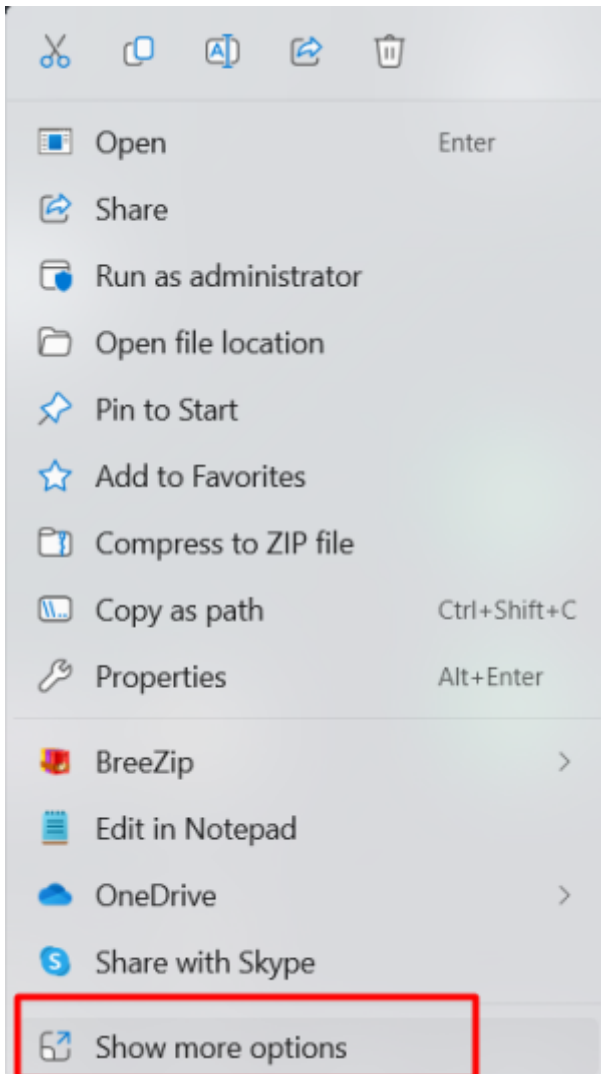 Open Enter
Share
Run as administrator
Open file location
Pin to Start
Add to Favorites
Compress to ZIP file
Copy as path Ctrl+Shift+C
Properties Alt+Enter
BreeZip
Edit in Notepad
OneDrive
Share with Skype
Show more options